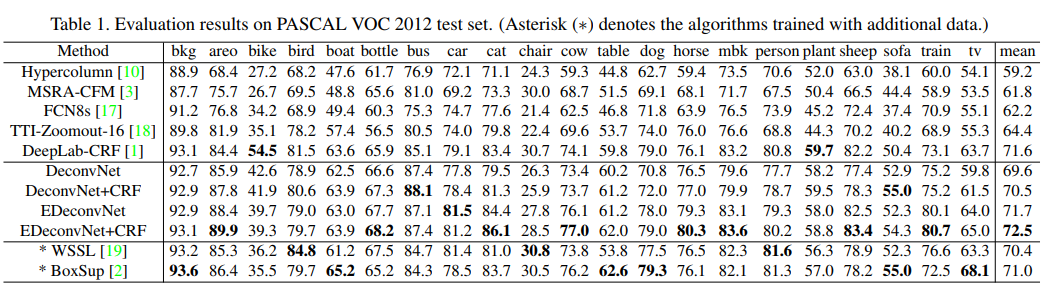 Table 1. Evaluation results on PASCAL VOC 2012 test set. (Asterisk (∗) denotes the algorithms trained with additional data.)
Method bkg areo bike bird boat bottle bus car cat chair cow table dog horse mbk person plant sheep sofa train tv mean
Hypercolumn [10] 88.9 68.4 27.2 68.2 47.6 61.7 76.9 72.1 71.1 24.3 59.3 44.8 62.7 59.4 73.5 70.6 52.0 63.0 38.1 60.0 54.1 59.2
MSRA-CFM [3] 87.7 75.7 26.7 69.5 48.8 65.6 81.0 69.2 73.3 30.0 68.7 51.5 69.1 68.1 71.7 67.5 50.4 66.5 44.4 58.9 53.5 61.8
FCN8s [17] 91.2 76.8 34.2 68.9 49.4 60.3 75.3 74.7 77.6 21.4 62.5 46.8 71.8 63.9 76.5 73.9 45.2 72.4 37.4 70.9 55.1 62.2
TTI-Zoomout-16 [18] 89.8 81.9 35.1 78.2 57.4 56.5 80.5 74.0 79.8 22.4 69.6 53.7 74.0 76.0 76.6 68.8 44.3 70.2 40.2 68.9 55.3 64.4
DeepLab-CRF [1] 93.1 84.4 54.5 81.5 63.6 65.9 85.1 79.1 83.4 30.7 74.1 59.8 79.0 76.1 83.2 80.8 59.7 82.2 50.4 73.1 63.7 71.6
DeconvNet 92.7 85.9 42.6 78.9 62.5 66.6 87.4 77.8 79.5 26.3 73.4 60.2 70.8 76.5 79.6 77.7 58.2 77.4 52.9 75.2 59.8 69.6
DeconvNet+CRF 92.9 87.8 41.9 80.6 63.9 67.3 88.1 78.4 81.3 25.9 73.7 61.2 72.0 77.0 79.9 78.7 59.5 78.3 55.0 75.2 61.5 70.5
EDeconvNet 92.9 88.4 39.7 79.0 63.0 67.7 87.1 81.5 84.4 27.8 76.1 61.2 78.0 79.3 83.1 79.3 58.0 82.5 52.3 80.1 64.0 71.7
EDeconvNet+CRF 93.1 89.9 39.3 79.7 63.9 68.2 87.4 81.2 86.1 28.5 77.0 62.0 79.0 80.3 83.6 80.2 58.8 83.4 54.3 80.7 65.0 72.5
* WSSL [19] 93.2 85.3 36.2 84.8 61.2 67.5 84.7 81.4 81.0 30.8 73.8 53.8 77.5 76.5 82.3 81.6 56.3 78.9 52.3 76.6 63.3 70.4
* BoxSup [2] 93.6 86.4 35.5 79.7 65.2 65.2 84.3 78.5 83.7 30.5 76.2 62.6 79.3 76.1 82.1 81.3 57.0 78.2 55.0 72.5 68.1 71.0